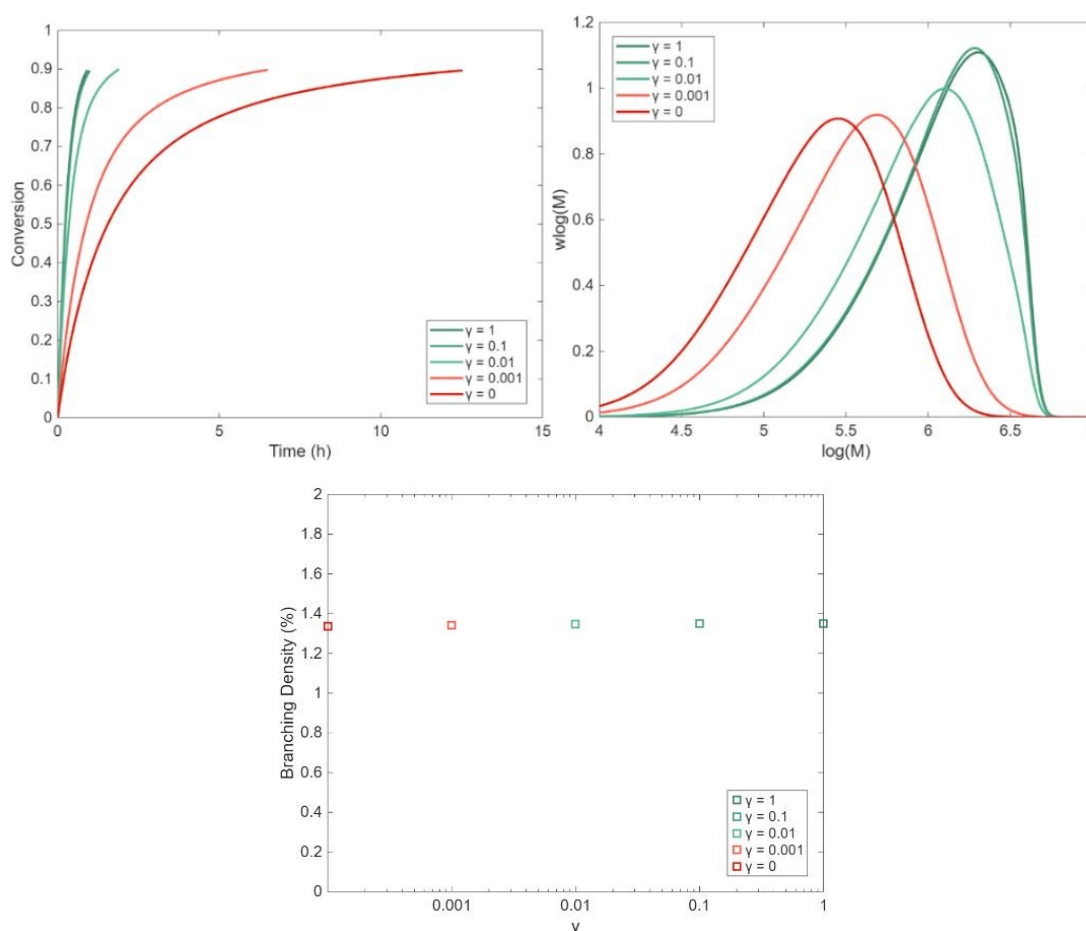 1
0.9
0.8
0.7
0.6
0.5
0.4
0.3
0.2
0.1
0
Conversion
γ = 1
γ = 0.1
γ = 0.01
γ = 0.001
γ = 0
0 5 10 15
Time (h)
1.2
1
0.8
0.6
0.4
0.2
0
wlog(M)
γ = 1
γ = 0.1
γ = 0.01
γ = 0.001
γ = 0
4 4.5 5 5.5 6 6.5
log(M)
2
1.8
1.6
1.4
1.2
1
0.8
0.6
0.4
0.2
0
Branching Density (%)
γ = 1
γ = 0.1
γ = 0.01
γ = 0.001
γ = 0
0.001 0.01 0.1 1
γ